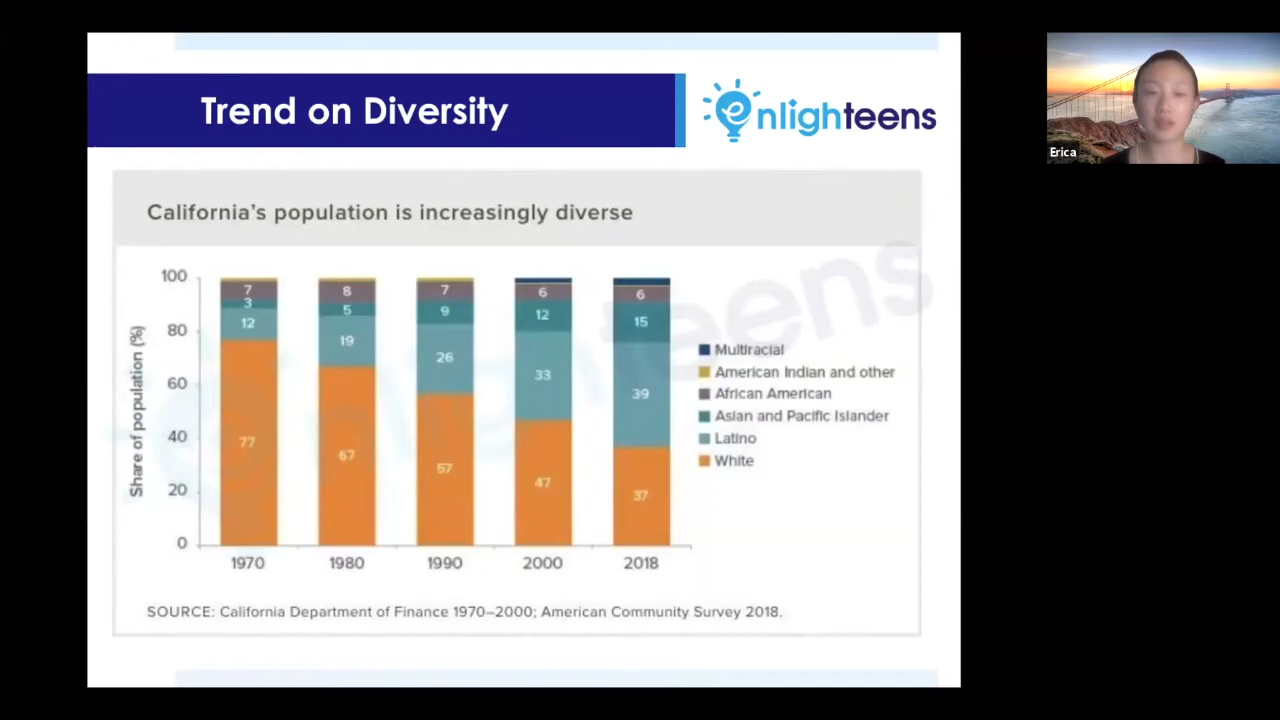 Trend on Diversity
enlighteens
Erica
California's population is increasingly diverse
Share of population (%)
100
80
60
40
20
0
7
3
12
77
8
5
19
67
7
9
26
57
6
12
33
47
6
15
39
37
1970
1980
1990
2000
2018
Multiracial
American Indian and other
African American
Asian and Pacific Islander
Latino
White
SOURCE: California Department of Finance 1970–2000; American Community Survey 2018.
enlighteens